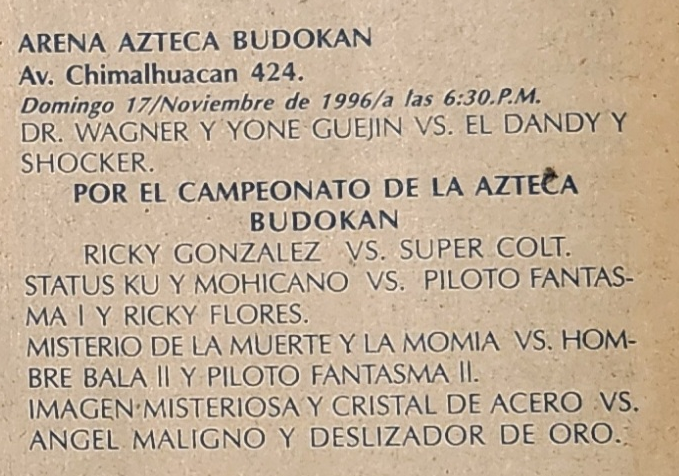 ARENA AZTECA BUDOKAN
Av. Chimalhuacan 424.
Domingo 17/Noviembre de 1996/a las 6:30.P.M.
DR. WAGNER Y YONE GUEJIN VS. EL DANDY Y
SHOCKER.
POR EL CAMPEONATO DE LA AZTECA
BUDOKAN
RICKY GONZALEZ VS. SUPER COLT.
STATUS KU Y MOHICANO VS. PILOTO FANTAS-
MA I Y RICKY FLORES.
MISTERIO DE LA MUERTE Y LA MOMIA VS. HOM-
BRE BALA II Y PILOTO FANTASMA II.
IMAGEN MISTERIOSA Y CRISTAL DE ACERO VS.
ANGEL MALIGNO Y DESLIZADOR DE ORO.